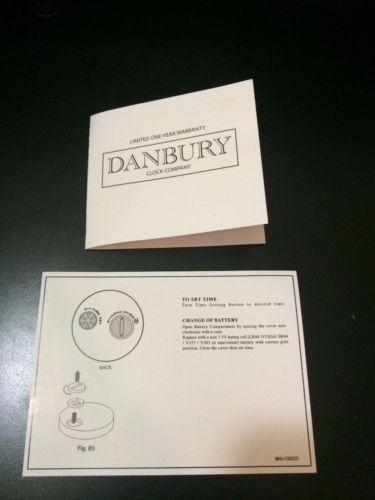 LIMITED ONE-YEAR WARRANTY
DANBURY
CLOCK COMPANY
TO SET TIME
Turn Time Setting Button to desired time.
CHANGE OF BATTERY
Open Battery Compartment by turning the cover anti-
clockwise with a coin.
Replace with a new 1.5V button cell (LR44 /V13GA/ SR44
/ V357 / V303 or equivalent) battery with correct pole
position. Close the cover then set time.
BACK
Fig. (b)